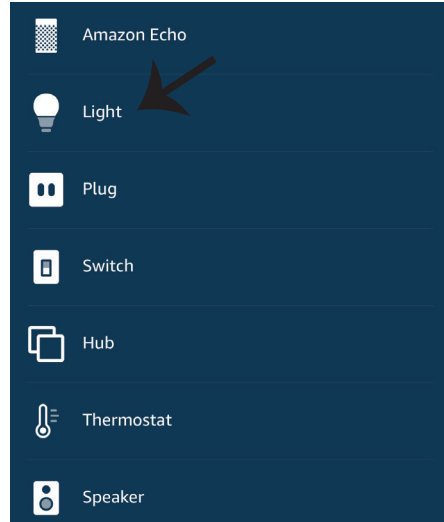 Amazon Echo
Light
Plug
Switch
Hub
Thermostat
Speaker